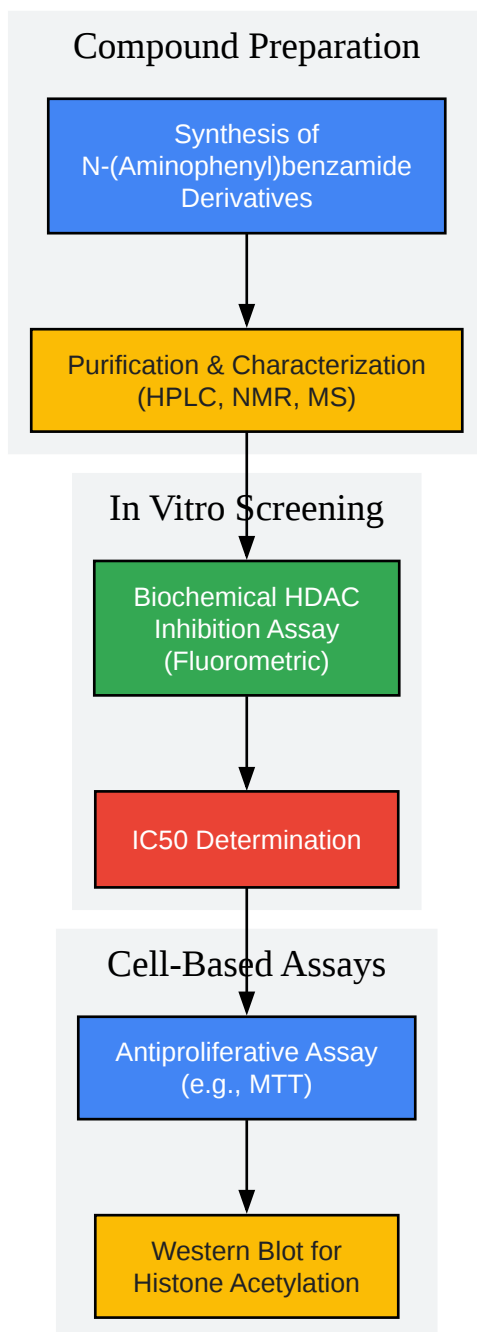 Compound Preparation
Synthesis of
N-(Aminophenyl)benzamide
Derivatives
Purification & Characterization
(HPLC, NMR, MS)
In Vitro Screening
Biochemical HDAC
Inhibition Assay
(Fluorometric)
IC50 Determination
Cell-Based Assays
Antiproliferative Assay
(e.g., MTT)
Western Blot for
Histone Acetylation